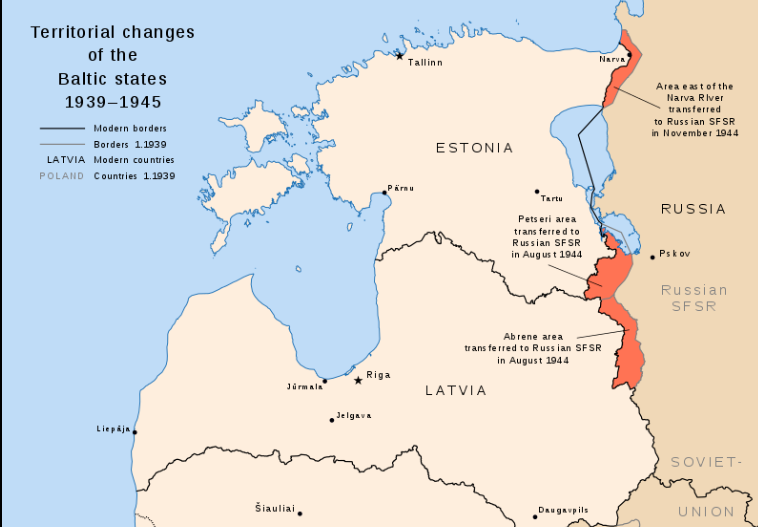 Territorial changes
of the
Baltic states
1939–1945
Modern borders
Borders 1.1939
LATVIA Modern countries
POLAND Countries 1.1939
Tallinn
Narva
Area east of the
Narva River
transferred
to Russian SFSR
in November 1944
ESTONIA
Pärnu
Tartu
RUSSIA
Petseri area
transferred to
Russian SFSR
in August 1944
Pskov
Russian
SFSR
Abrene area
transferred to Russian SFSR
in August 1944
Riga
Jūrmala
LATVIA
Jelgava
Liepāja
SOVIET-
Šiauliai
Daugavpils
UNION